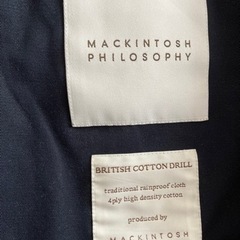 MACKINTOSH
PHILOSOPHY
BRITISH COTTON DRILL
traditional rainproof cloth
4ply high density cotton
produced by
MACKINTOSH